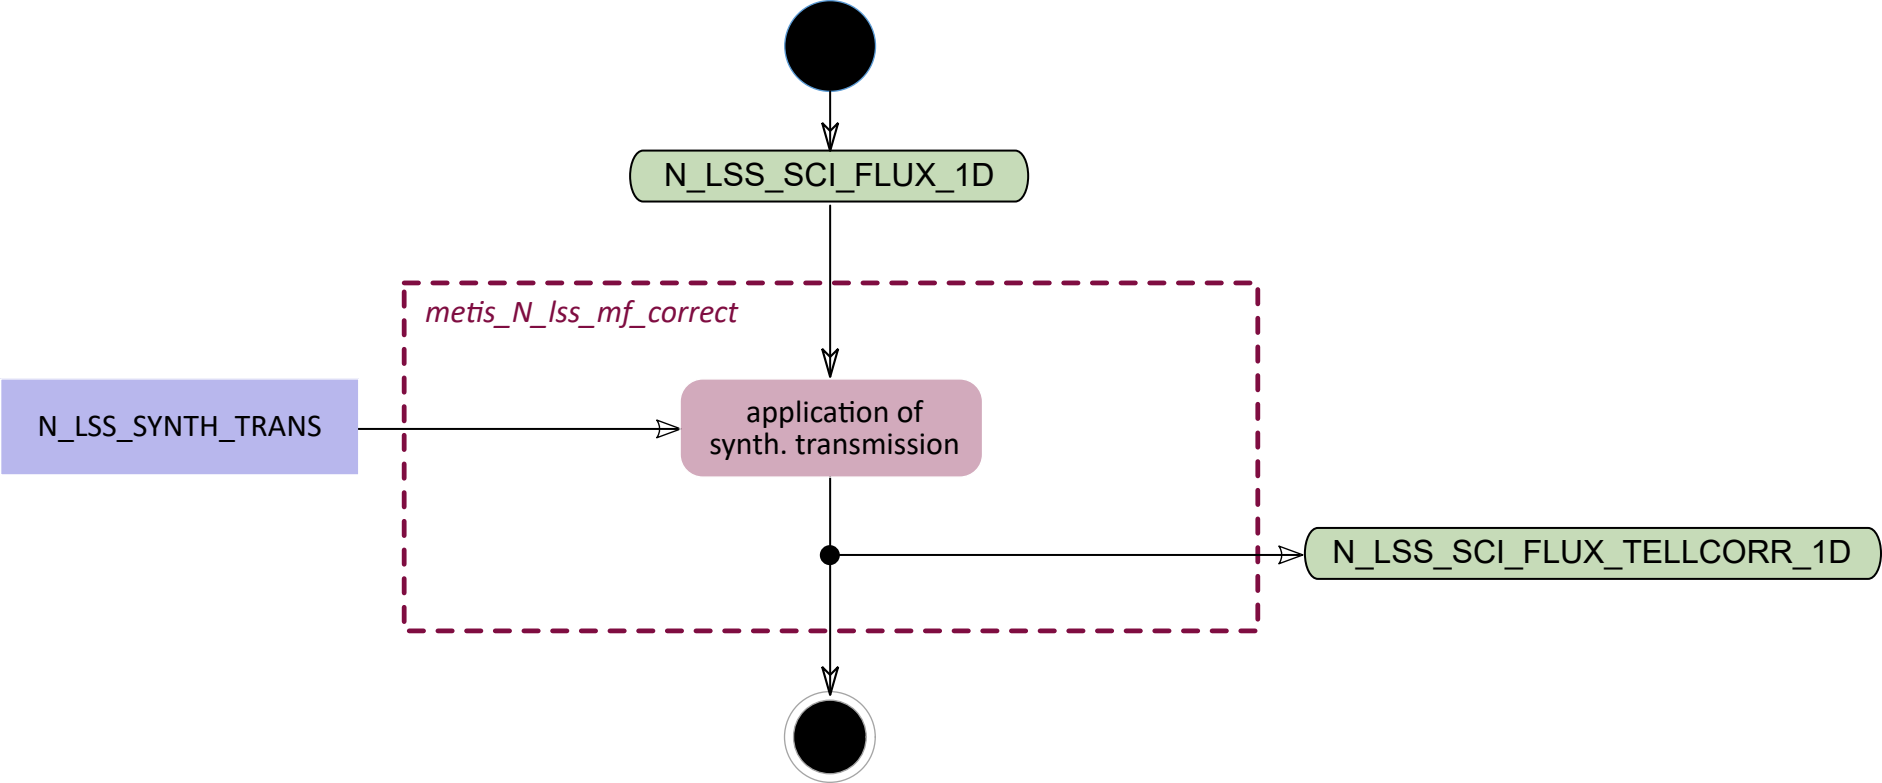 N_LSS_SCI_FLUX_1D
metis_N_lss_mf_correct
N_LSS_SYNTH_TRANS
application of
synth. transmission
N_LSS_SCI_FLUX_TELLCORR_1D